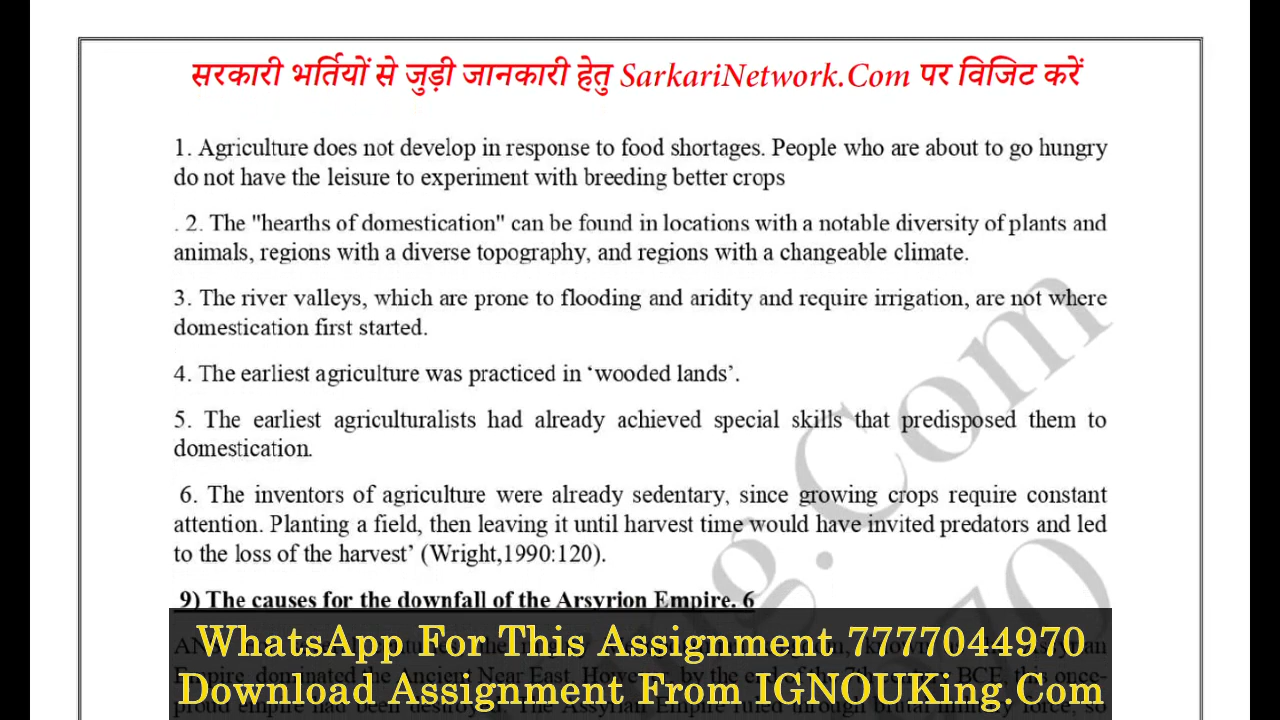 सरकारी भर्तियों से जुड़ी जानकारी हेतु SarkariNetwork.Com पर विजिट करें
1. Agriculture does not develop in response to food shortages. People who are about to go hungry
do not have the leisure to experiment with breeding better crops
. 2. The "hearths of domestication" can be found in locations with a notable diversity of plants and
animals, regions with a diverse topography, and regions with a changeable climate.
3. The river valleys, which are prone to flooding and aridity and require irrigation, are not where
domestication first started.
4. The earliest agriculture was practiced in ‘wooded lands’.
5. The earliest agriculturalists had already achieved special skills that predisposed them to
domestication.
6. The inventors of agriculture were already sedentary, since growing crops require constant
attention. Planting a field, then leaving it until harvest time would have invited predators and led
to the loss of the harvest’ (Wright,1990:120).
9) The causes for the downfall of the Arsyrion Empire. 6
WhatsApp For This Assignment 7777044970
Download Assignment From IGNOUKing.Com